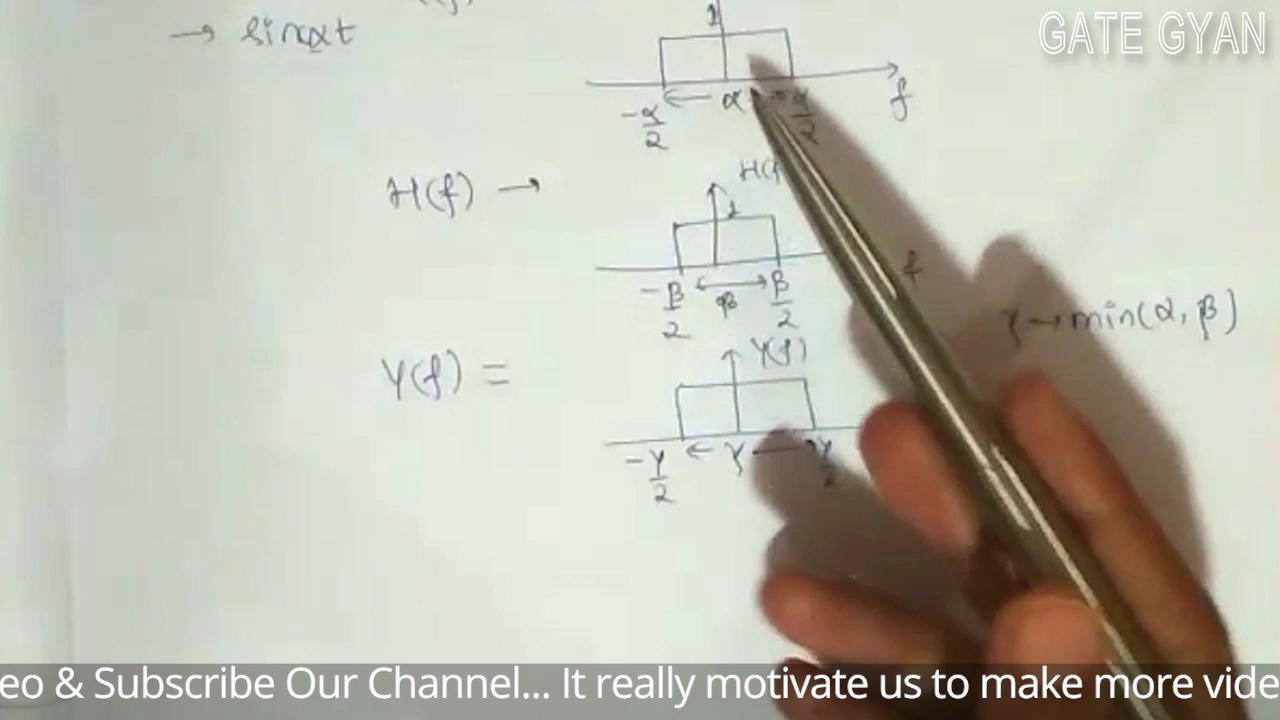 GATE GYAN
→ sinαt
1
-α/2 ← α α/2 f
H(f) →
H(f
1
-β/2 β β/2 f
γ → min(α, β)
Y(f) =
Y(f)
-γ/2 ← γ → γ/2
eo & Subscribe Our Channel... It really motivate us to make more vide